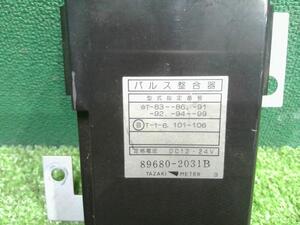 パルス整合器
型式指定番号
T-83--86,-91
-92,-94--99
T-1-6, 101-106
定格電圧 DC12-24V
89680-2031B
TAZAKI METER 3